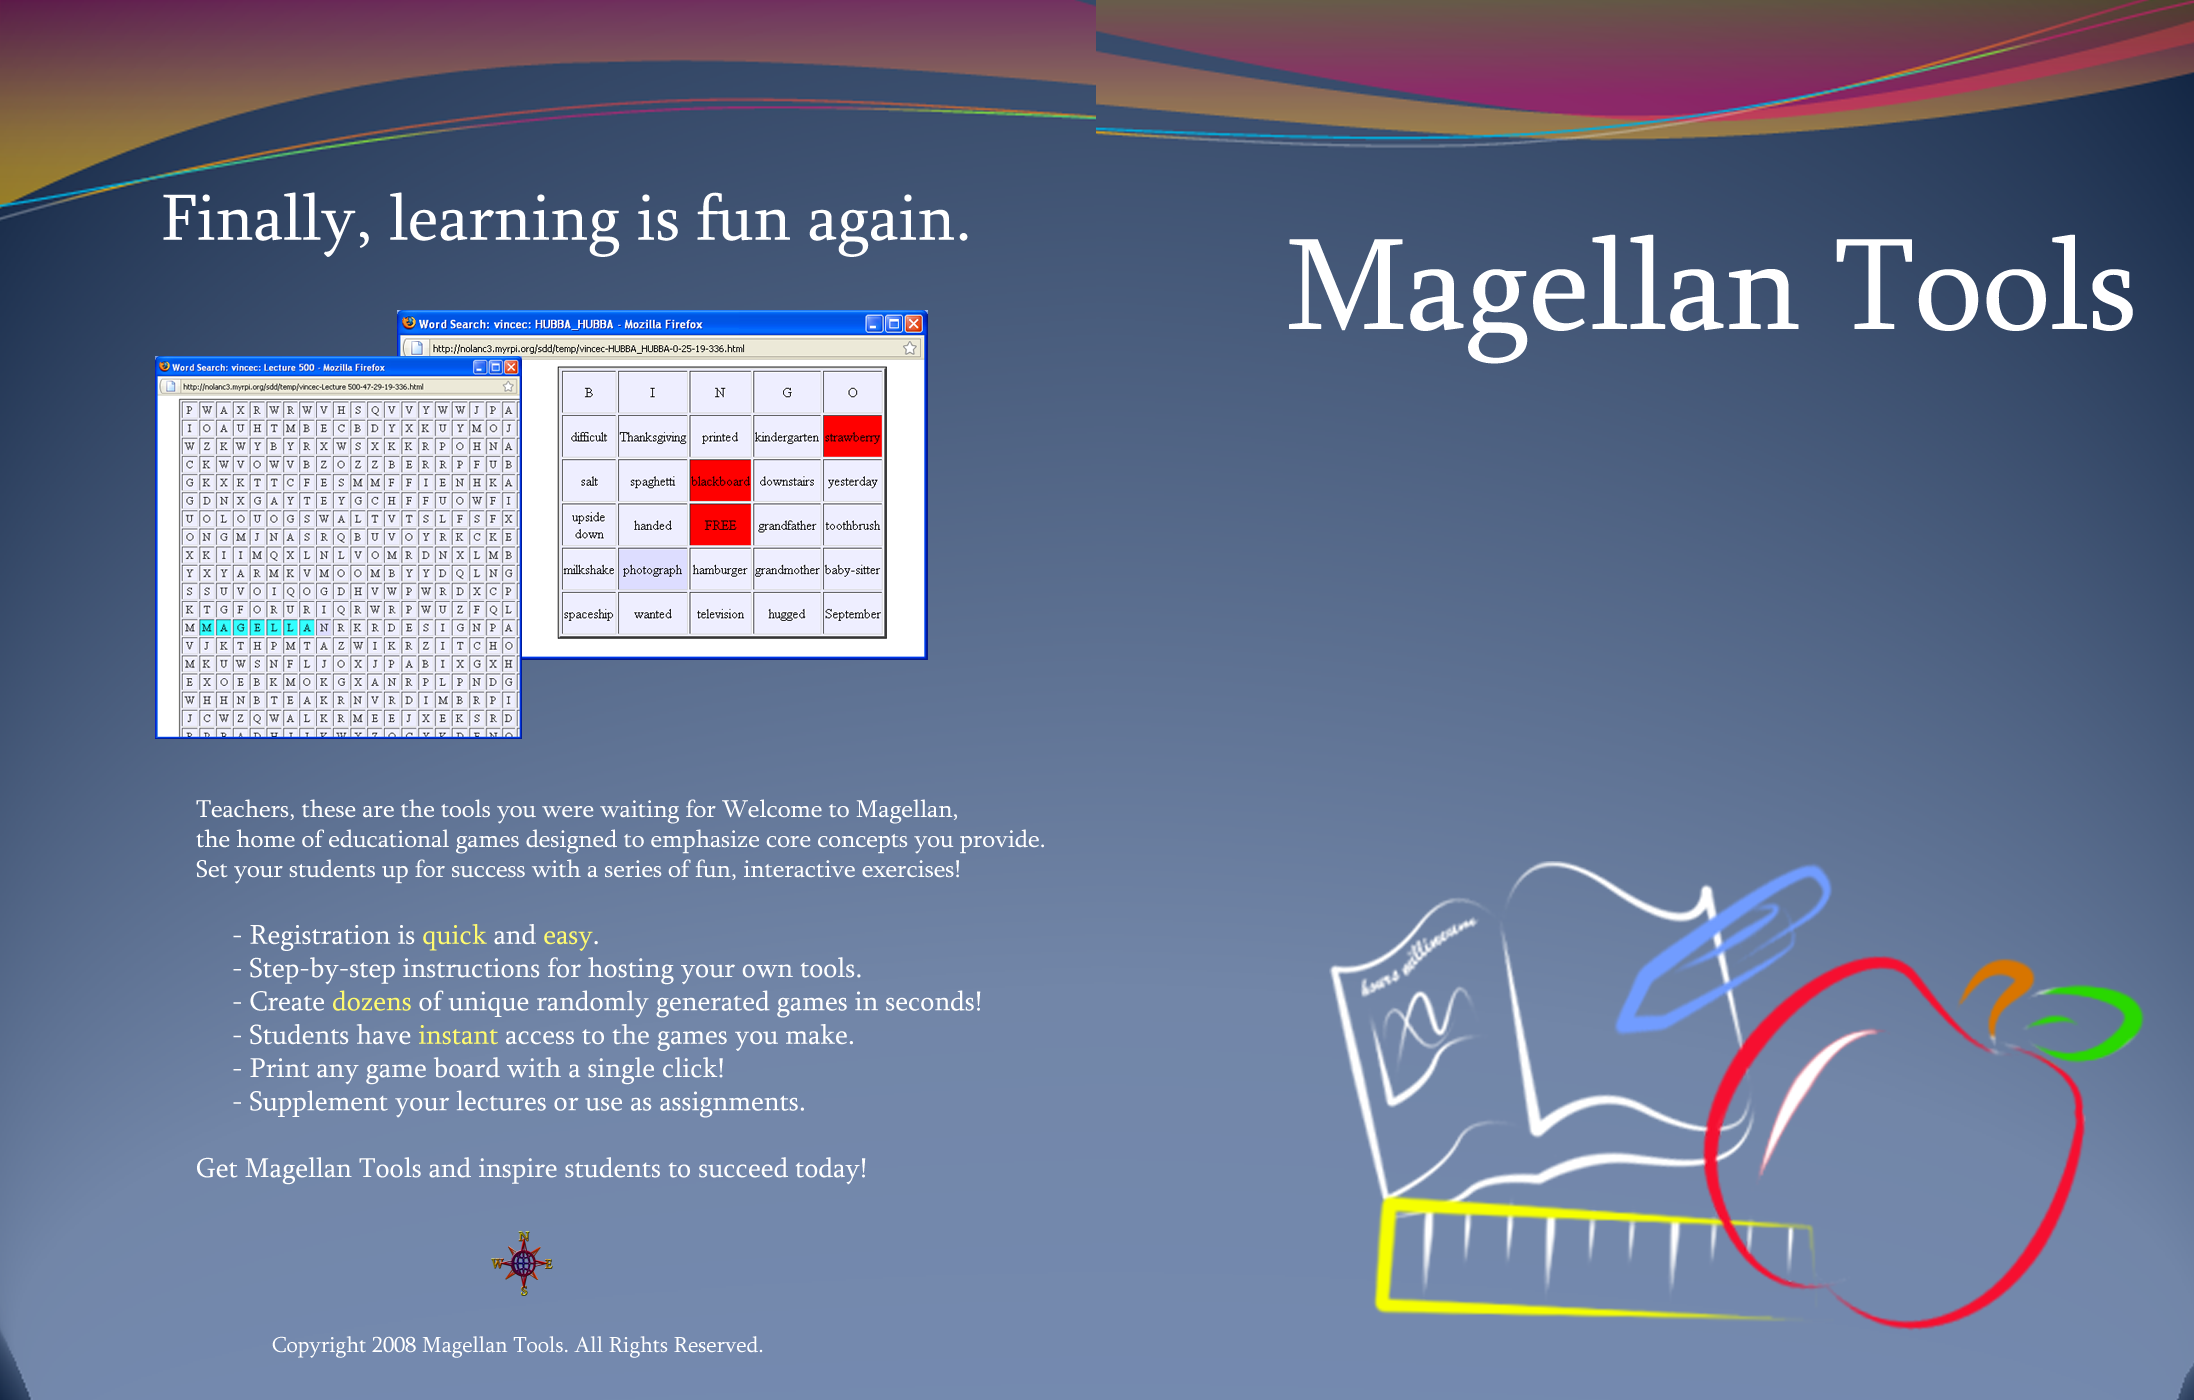 Finally, learning is fun again.
Magellan Tools
Word Search: vincec: HUBBA_HUBBA - Mozilla Firefox
http://nolanc3.myrpi.org/sdd/temp/vincec-HUBBA_HUBBA-0-25-19-336.html
B I N G O
difficult Thanksgiving printed kindergarten strawberry
salt spaghetti blackboard downstairs yesterday
upside down handed FREE grandfather toothbrush
milkshake photograph hamburger grandmother baby-sitter
spaceship wanted television hugged September
Word Search: vincec: Lecture 500 - Mozilla Firefox
http://nolanc3.myrpi.org/sdd/temp/vincec-Lecture 500-47-29-19-336.html
P W A X R W R W V H S Q V V Y W W J P A
I O A U H T M B E C B D Y X K U Y M O J
W Z K W Y B Y R X W S X K K R P O H N A
C K W V O W V B Z O Z Z B E R R P F U B
G K X K T T C F E S M M F F I E N H K A
G D N X G A Y T E Y G C H F F U O W F I
U O L O U O G S W A L T V T S L F S F X
O N G M J N A S R Q B U V O Y R K C K E
X K I I M Q X L N L V O M R D N X L M B
Y X Y A R M K V M O O M B Y Y D Q L N G
S S U V O I Q O G D H V W P W R D X C P
K T G F O R U R I Q R W R P W U Z F Q L
M M A G E L L A N R K R D E S I G N P A
V J K T H P M T A Z W I K R Z I T C H O
M K U W S N F L J O X J P A B I X G X H
E X O E B K M O K G X A N R P L P N D G
W H H N B T E A K R N V R D I M B R P I
J C W Z Q W A L K R M E E J X E K S R D
Teachers, these are the tools you were waiting for Welcome to Magellan,
the home of educational games designed to emphasize core concepts you provide.
Set your students up for success with a series of fun, interactive exercises!
- Registration is quick and easy.
- Step-by-step instructions for hosting your own tools.
- Create dozens of unique randomly generated games in seconds!
- Students have instant access to the games you make.
- Print any game board with a single click!
- Supplement your lectures or use as assignments.
Get Magellan Tools and inspire students to succeed today!
N
W E
S
Copyright 2008 Magellan Tools. All Rights Reserved.
hours millineum